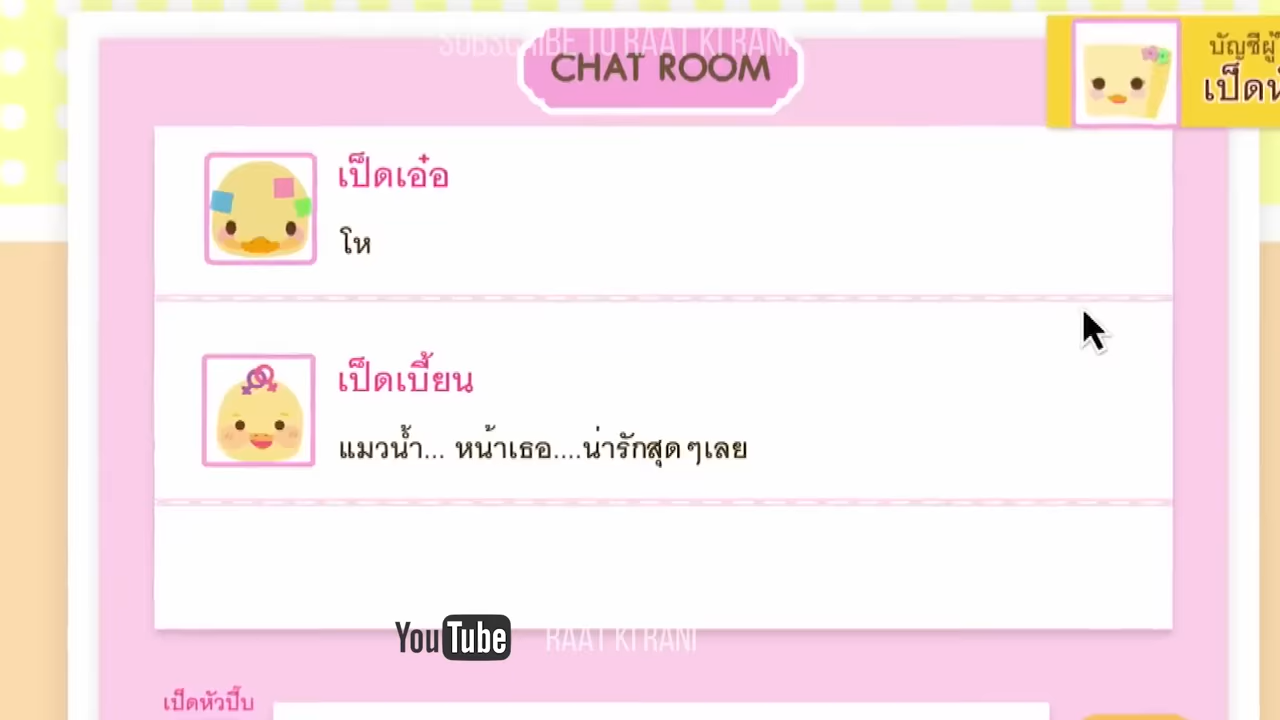 SUBSCRIBE TO RAAT KI RANI
CHAT ROOM
บัญชีผู้
เป็ดหั
เป็ดเอ๋อ
โห
เป็ดเบี้ยน
แมวน้ำ... หน้าเธอ....น่ารักสุดๆเลย
YouTube RAAT KI RANI
เป็ดหัวปี๊บ